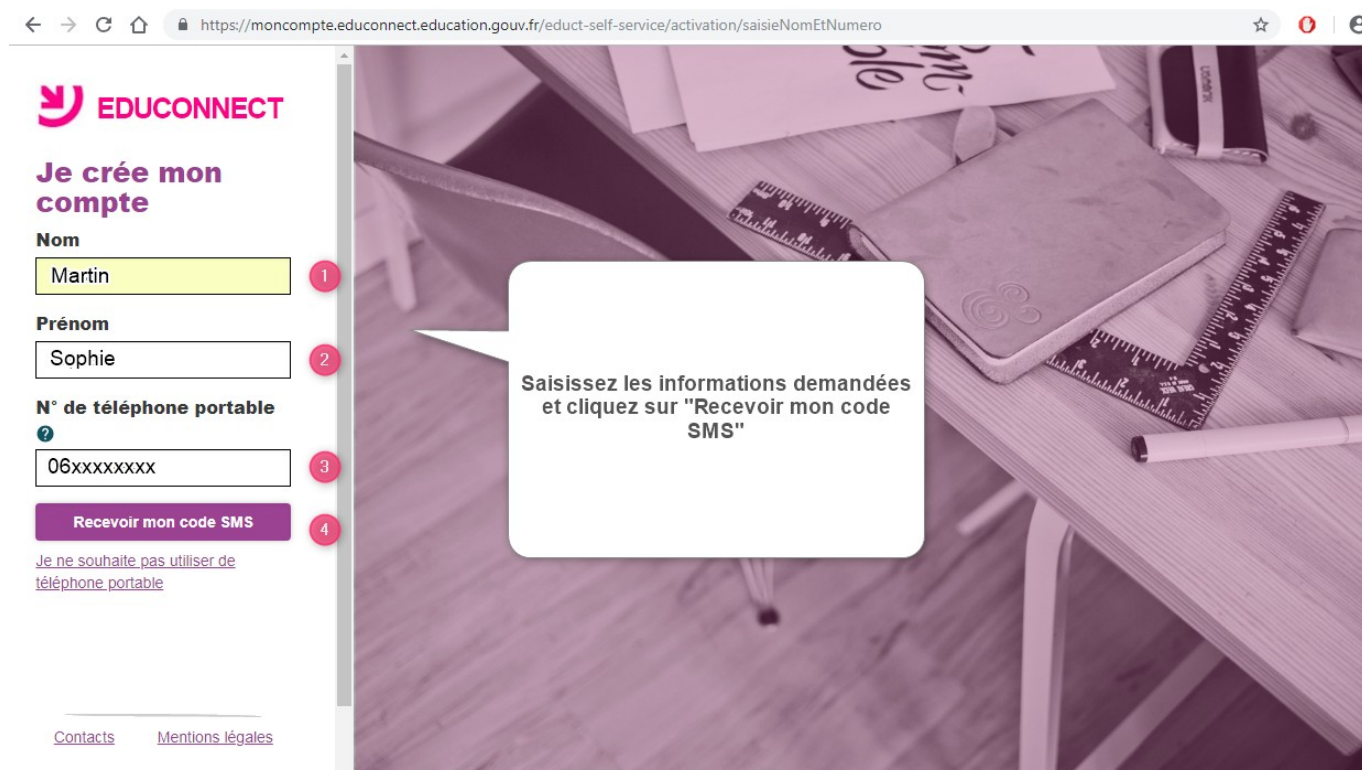 https://moncompte.educonnect.education.gouv.fr/educt-self-service/activation/saisieNomEtNumero
EDUCONNECT
Je crée mon
compte
Nom
Martin
1
Prénom
Sophie
2
N° de téléphone portable
?
06xxxxxxxx
3
Recevoir mon code SMS
4
Je ne souhaite pas utiliser de
téléphone portable
Contacts Mentions légales
Saisissez les informations demandées
et cliquez sur "Recevoir mon code
SMS"